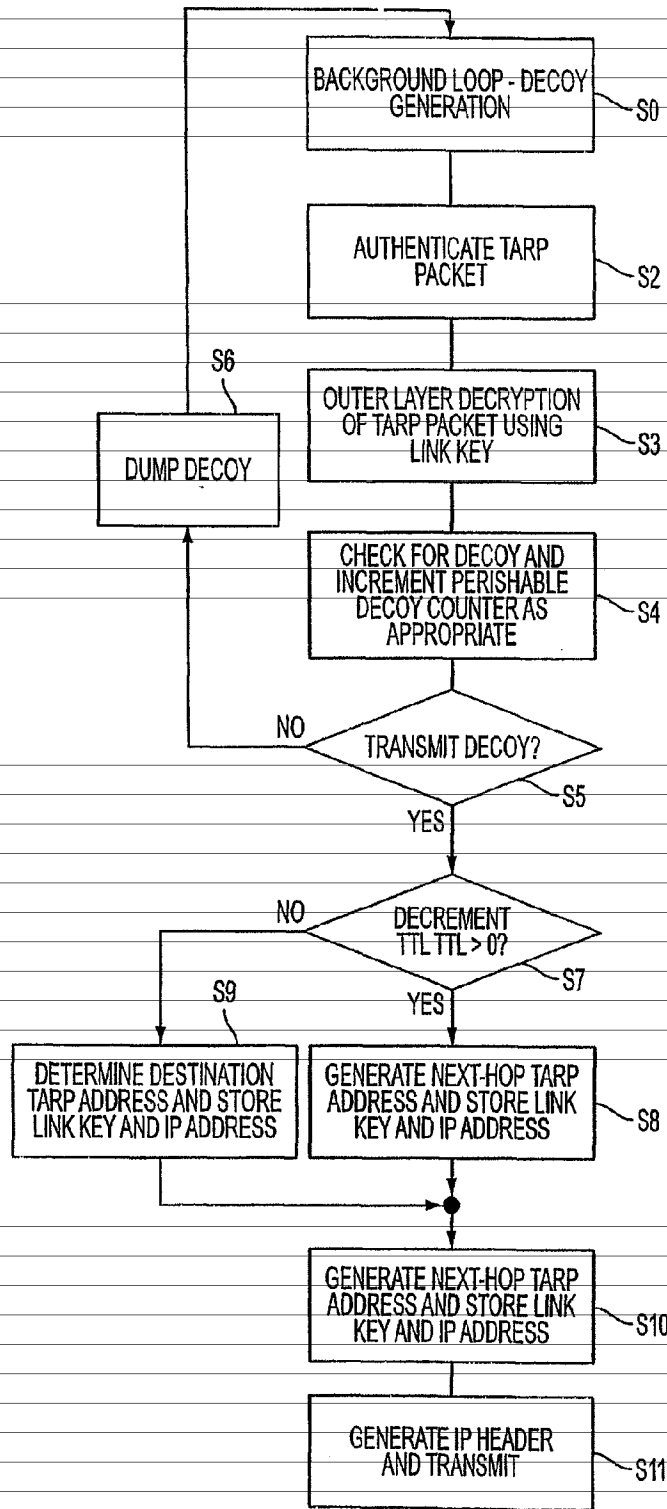 BACKGROUND LOOP - DECOY
GENERATION
S0
AUTHENTICATE TARP
PACKET
S2
OUTER LAYER DECRYPTION
OF TARP PACKET USING
LINK KEY
S3
S6
DUMP DECOY
CHECK FOR DECOY AND
INCREMENT PERISHABLE
DECOY COUNTER AS
APPROPRIATE
S4
NO
TRANSMIT DECOY?
S5
YES
NO
DECREMENT
TTL TTL > 0?
S7
YES
S9
DETERMINE DESTINATION
TARP ADDRESS AND STORE
LINK KEY AND IP ADDRESS
GENERATE NEXT-HOP TARP
ADDRESS AND STORE LINK
KEY AND IP ADDRESS
S8
GENERATE NEXT-HOP TARP
ADDRESS AND STORE LINK
KEY AND IP ADDRESS
S10
GENERATE IP HEADER
AND TRANSMIT
S11